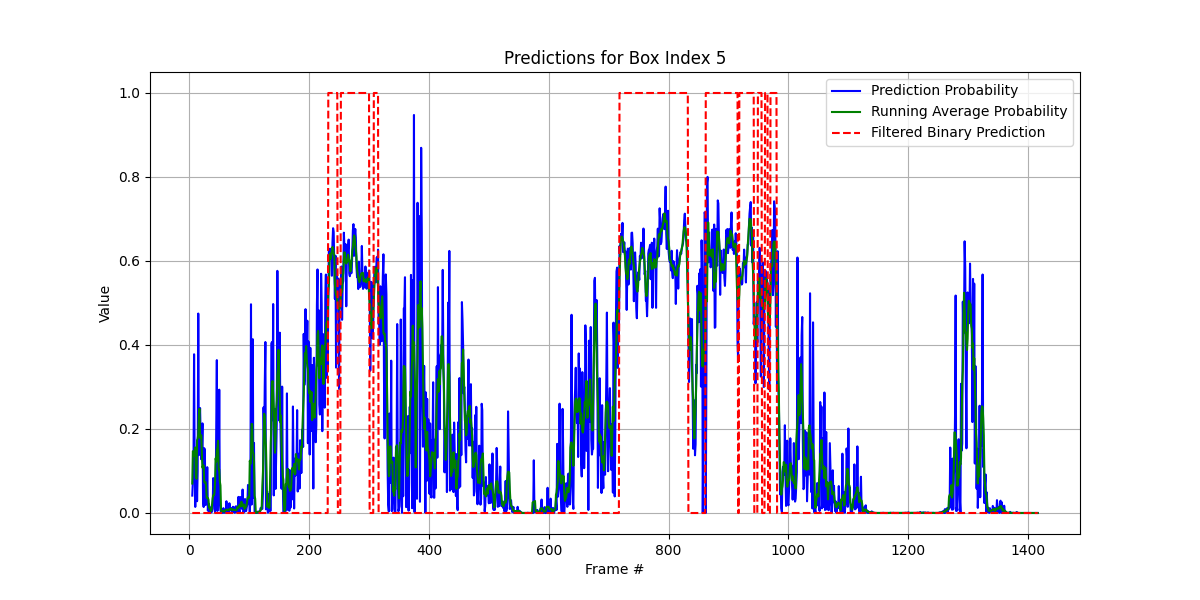 Predictions for Box Index 5
Prediction Probability
Running Average Probability
Filtered Binary Prediction
Value
1.0
0.8
0.6
0.4
0.2
0.0
0 200 400 600 800 1000 1200 1400
Frame #